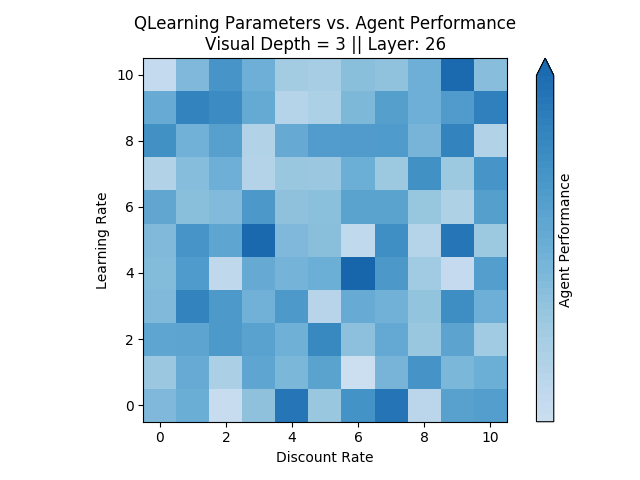 QLearning Parameters vs. Agent Performance
Visual Depth = 3 || Layer: 26
10
8
6
4
2
0
Learning Rate
0 2 4 6 8 10
Discount Rate
Agent Performance